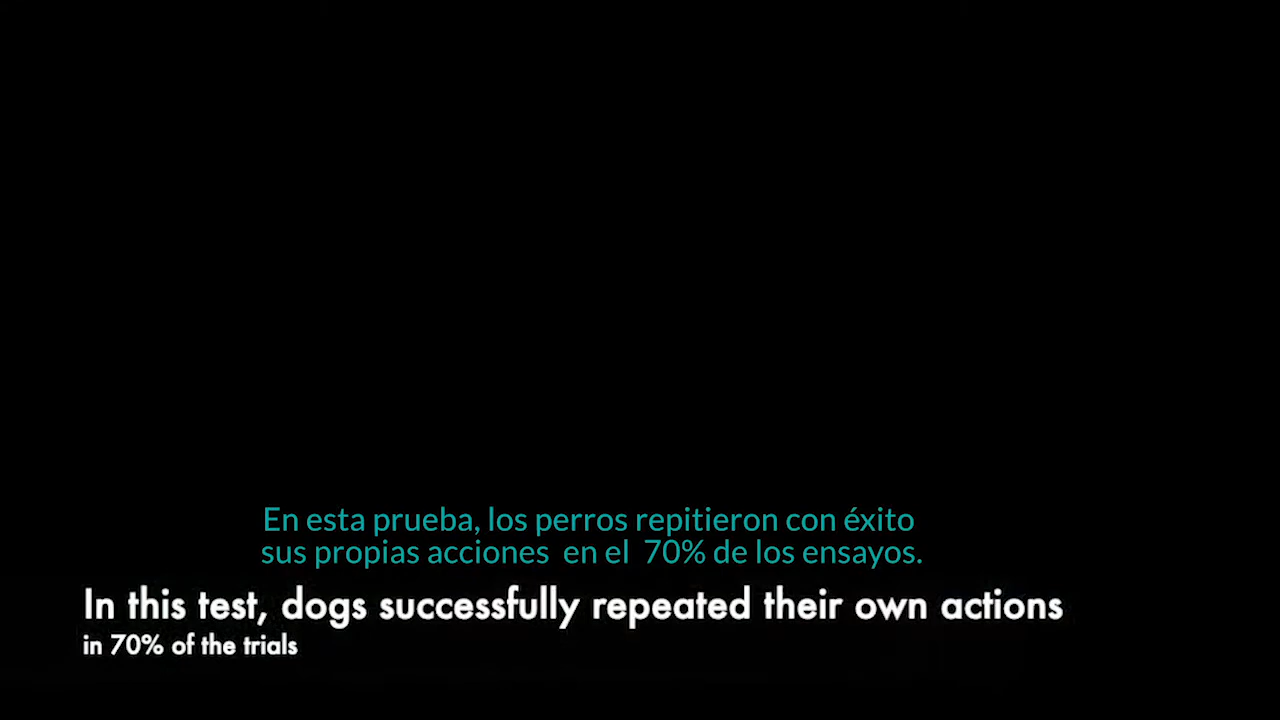 En esta prueba, los perros repitieron con éxito
sus propias acciones en el 70% de los ensayos.
In this test, dogs successfully repeated their own actions
in 70% of the trials